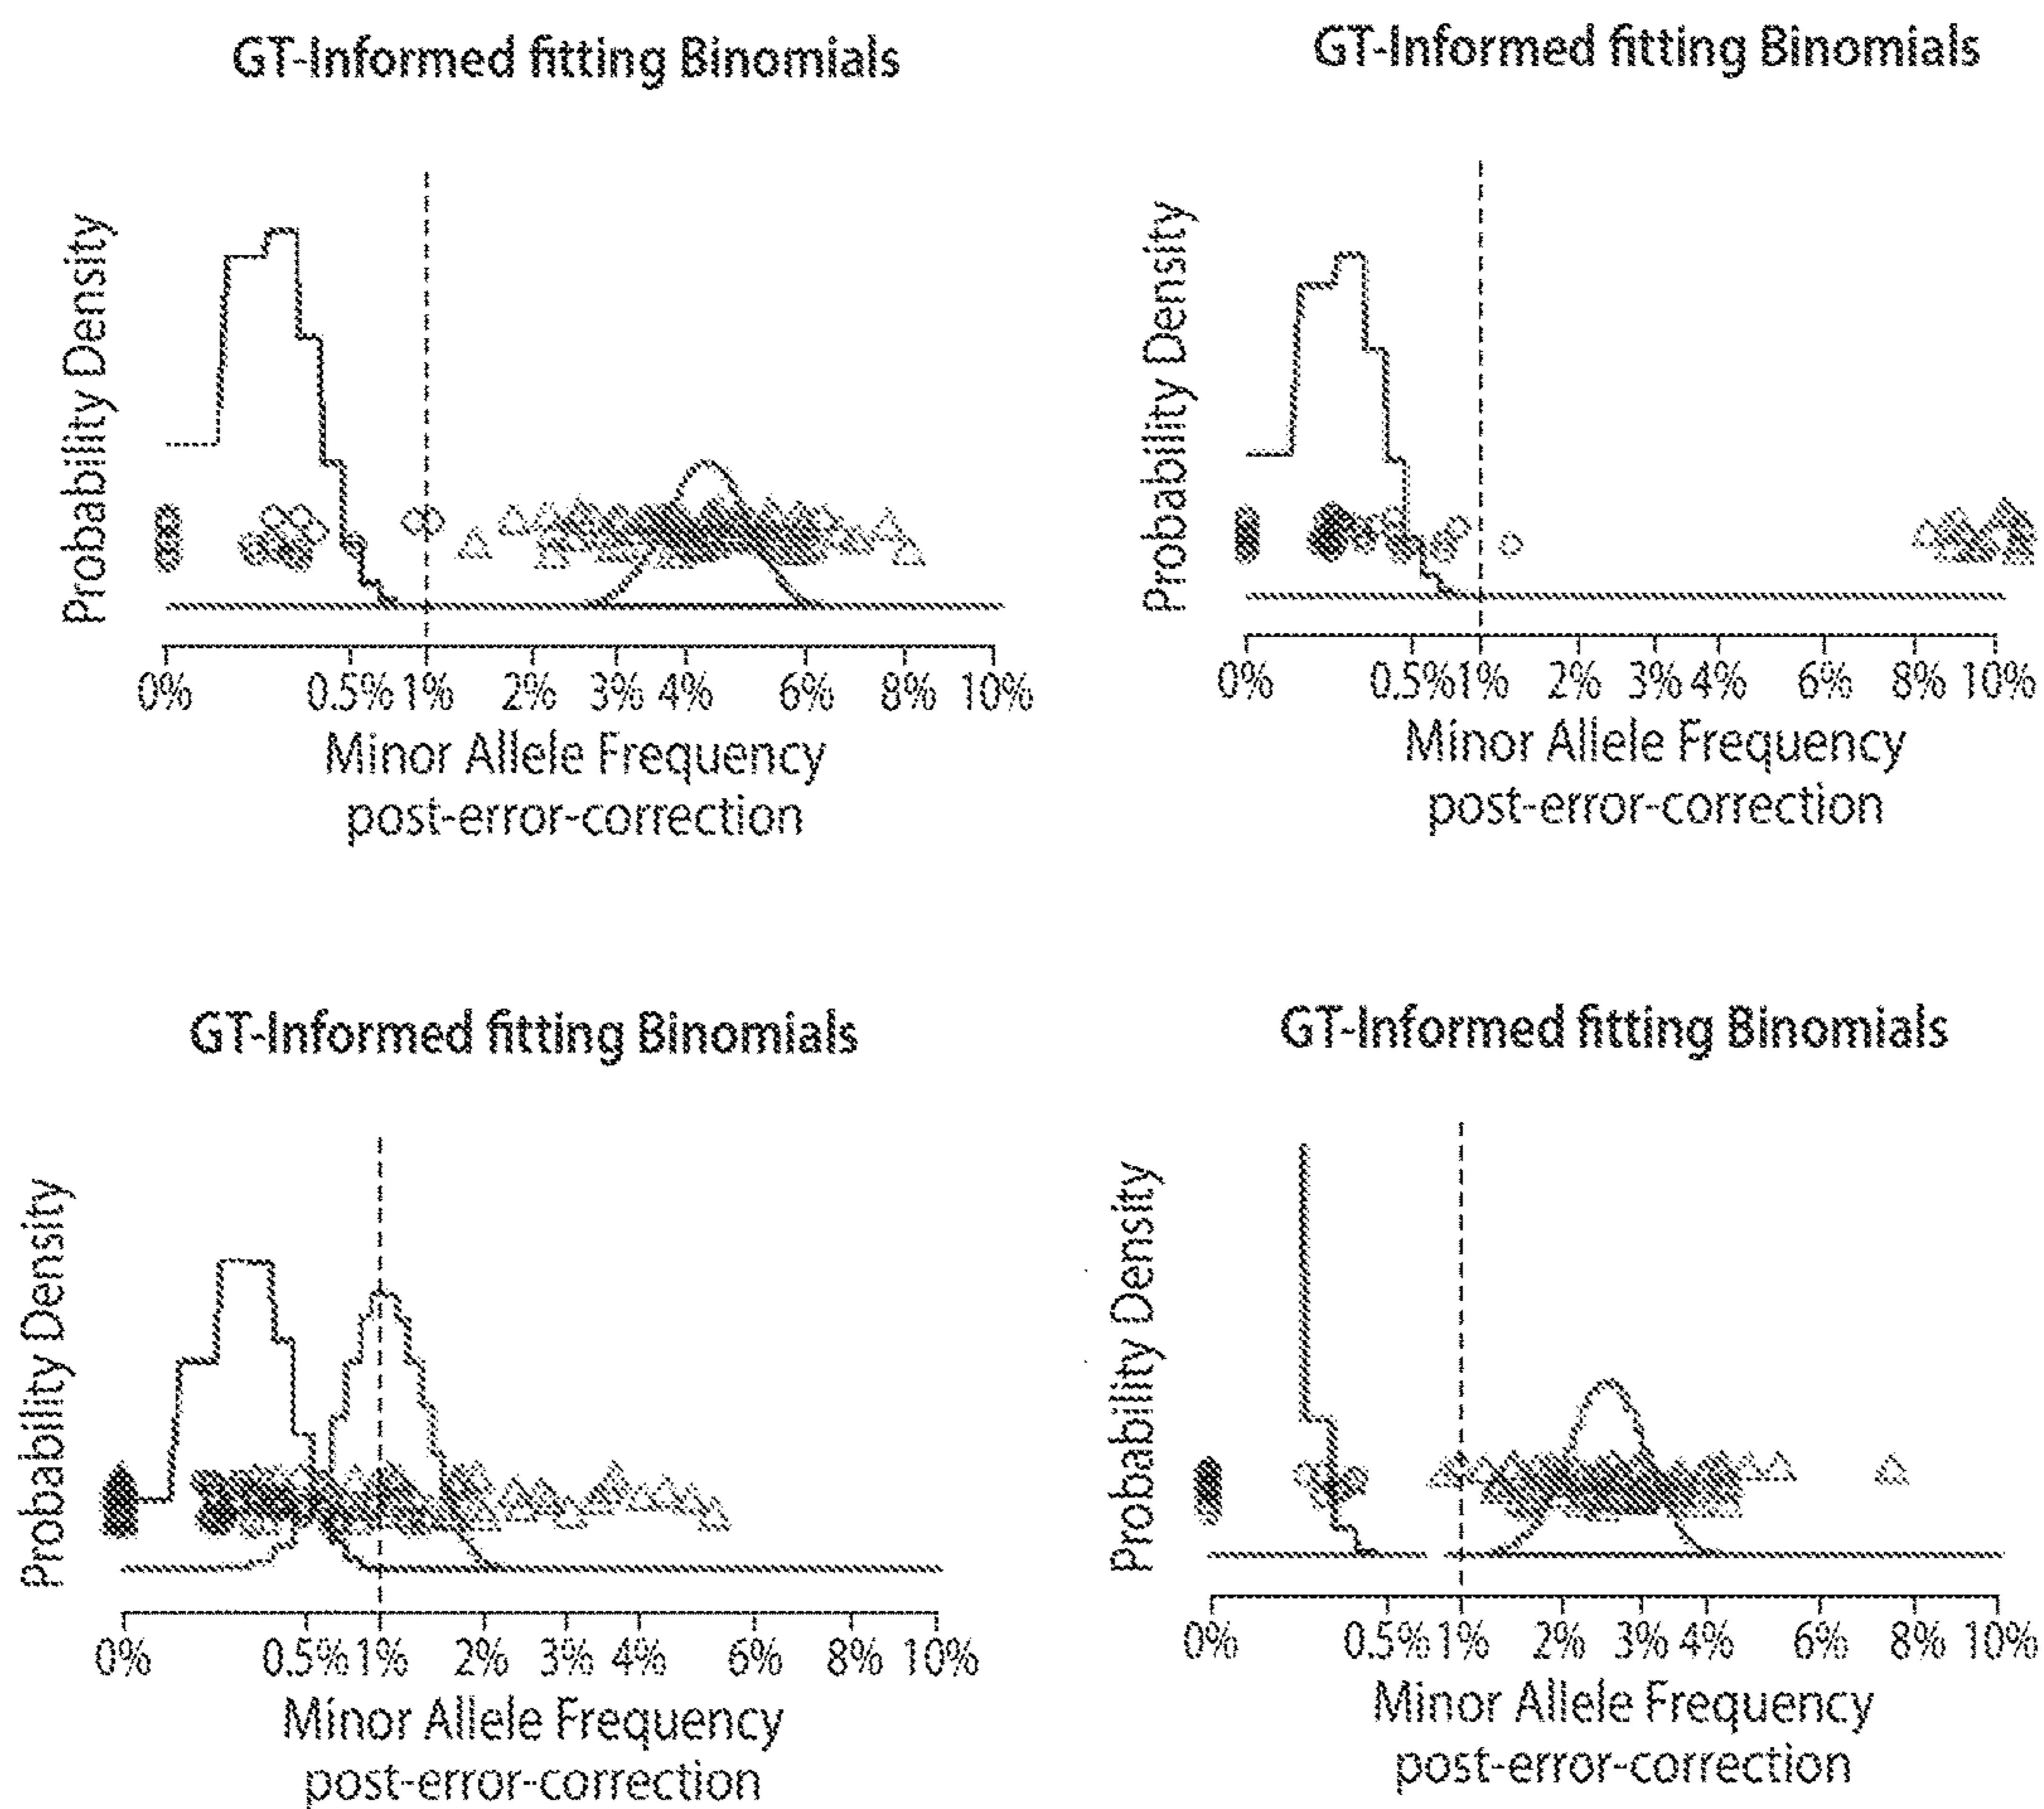 GT-Informed fitting Binomials
Probability Density
0% 0.5% 1% 2% 3% 4% 6% 8% 10%
Minor Allele Frequency
post-error-correction
GT-Informed fitting Binomials
Probability Density
0% 0.5% 1% 2% 3% 4% 6% 8% 10%
Minor Allele Frequency
post-error-correction
GT-Informed fitting Binomials
Probability Density
0% 0.5% 1% 2% 3% 4% 6% 8% 10%
Minor Allele Frequency
post-error-correction
GT-Informed fitting Binomials
Probability Density
0% 0.5% 1% 2% 3% 4% 6% 8% 10%
Minor Allele Frequency
post-error-correction